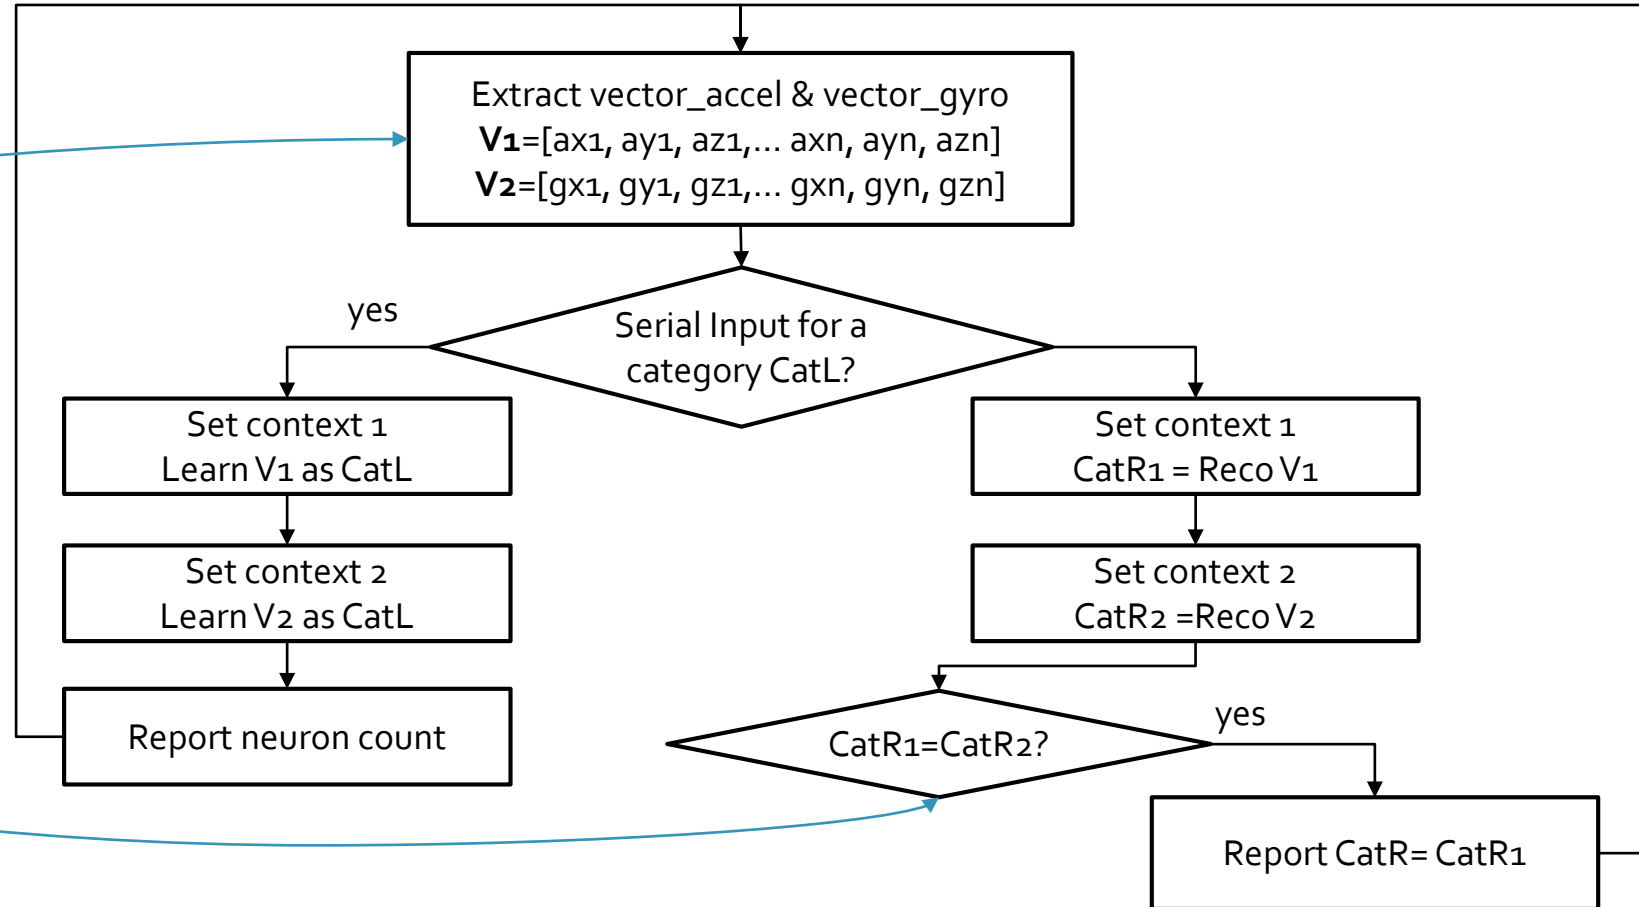 Extract vector_accel & vector_gyro
V1=[ax1, ay1, az1,... axn, ayn, azn]
V2=[gx1, gy1, gz1,... gxn, gyn, gzn]
yes
Serial Input for a
category CatL?
Set context 1
Learn V1 as CatL
Set context 1
CatR1 = Reco V1
Set context 2
Learn V2 as CatL
Set context 2
CatR2 =Reco V2
Report neuron count
CatR1=CatR2?
yes
Report CatR= CatR1